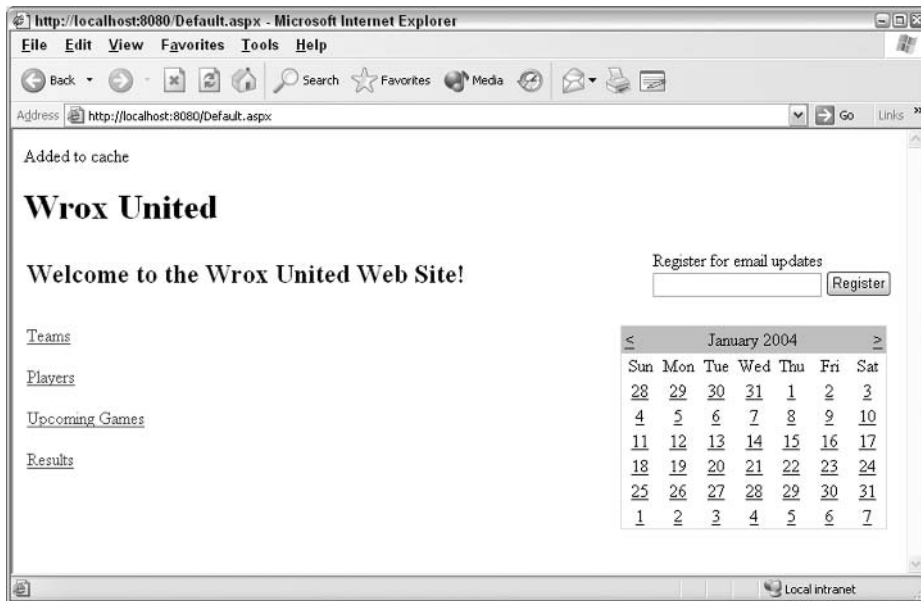 http://localhost:8080/Default.aspx - Microsoft Internet Explorer
File Edit View Favorites Tools Help
Back Search Favorites Media
Address http://localhost:8080/Default.aspx Go Links »
Added to cache
Wrox United
Welcome to the Wrox United Web Site!
Register for email updates
Register
Teams
Players
Upcoming Games
Results
< January 2004 >
Sun Mon Tue Wed Thu Fri Sat
28 29 30 31 1 2 3
4 5 6 7 8 9 10
11 12 13 14 15 16 17
18 19 20 21 22 23 24
25 26 27 28 29 30 31
1 2 3 4 5 6 7
Local intranet